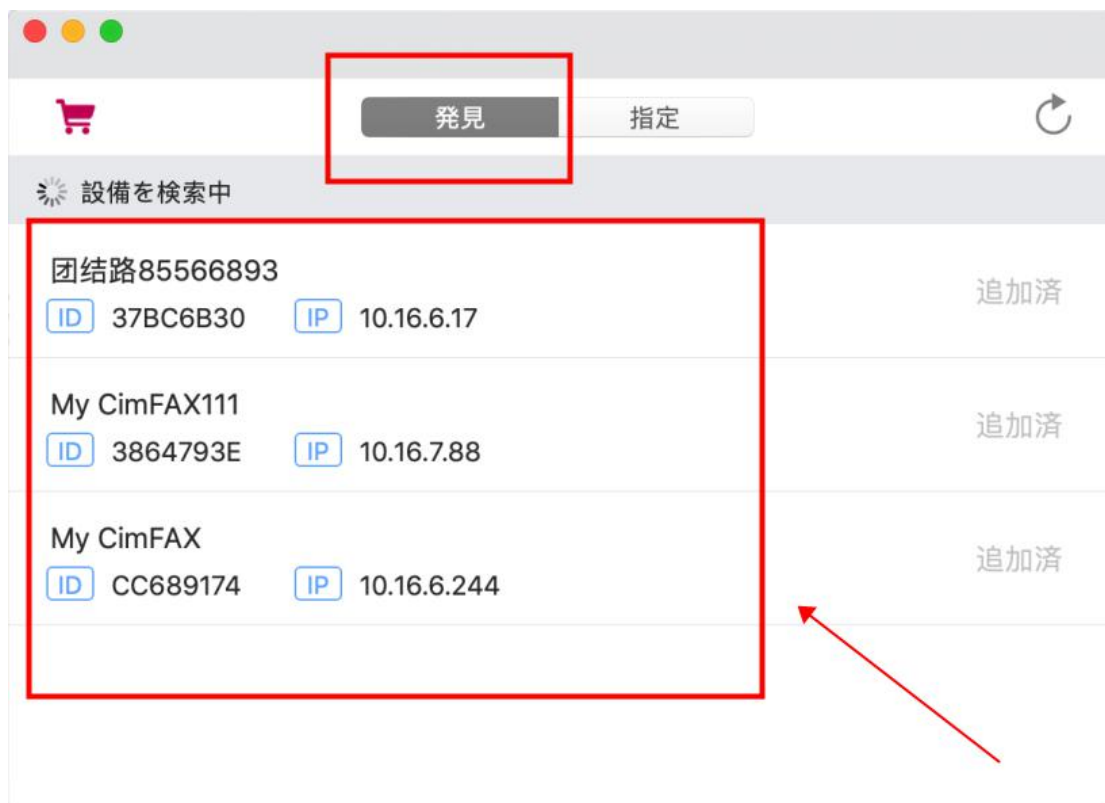 発見 指定
設備を検索中
団结路85566893
ID 37BC6B30 IP 10.16.6.17
追加済
My CimFAX111
ID 3864793E IP 10.16.7.88
追加済
My CimFAX
ID CC689174 IP 10.16.6.244
追加済